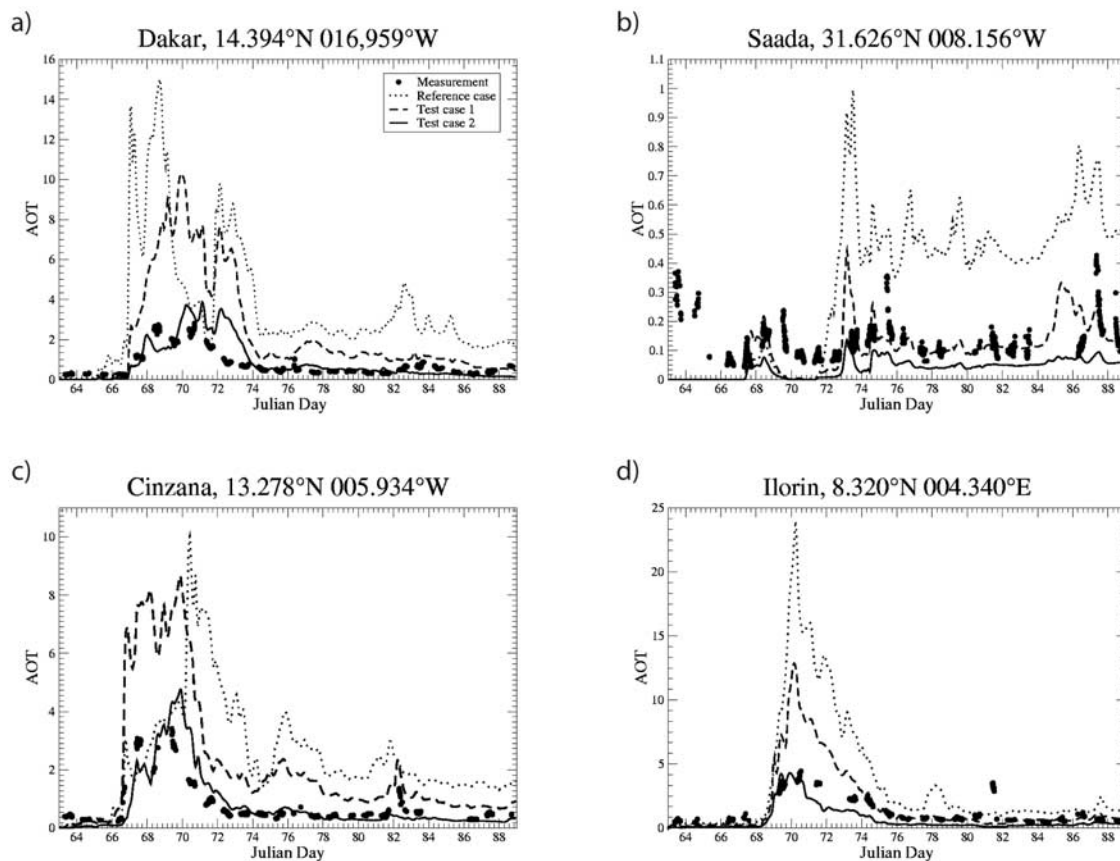 a)
Dakar, 14.394°N 016,959°W
16
14
12
10
8
6
4
2
0
AOT
Measurement
Reference case
Test case 1
Test case 2
64 66 68 70 72 74 76 78 80 82 84 86 88
Julian Day
b)
Saada, 31.626°N 008.156°W
1.1
1
0.9
0.8
0.7
0.6
0.5
0.4
0.3
0.2
0.1
0
AOT
64 66 68 70 72 74 76 78 80 82 84 86 88
Julian Day
c)
Cinzana, 13.278°N 005.934°W
10
8
6
4
2
0
AOT
64 66 68 70 72 74 76 78 80 82 84 86 88
Julian Day
d)
Ilorin, 8.320°N 004.340°E
25
20
15
10
5
0
AOT
64 66 68 70 72 74 76 78 80 82 84 86 88
Julian Day